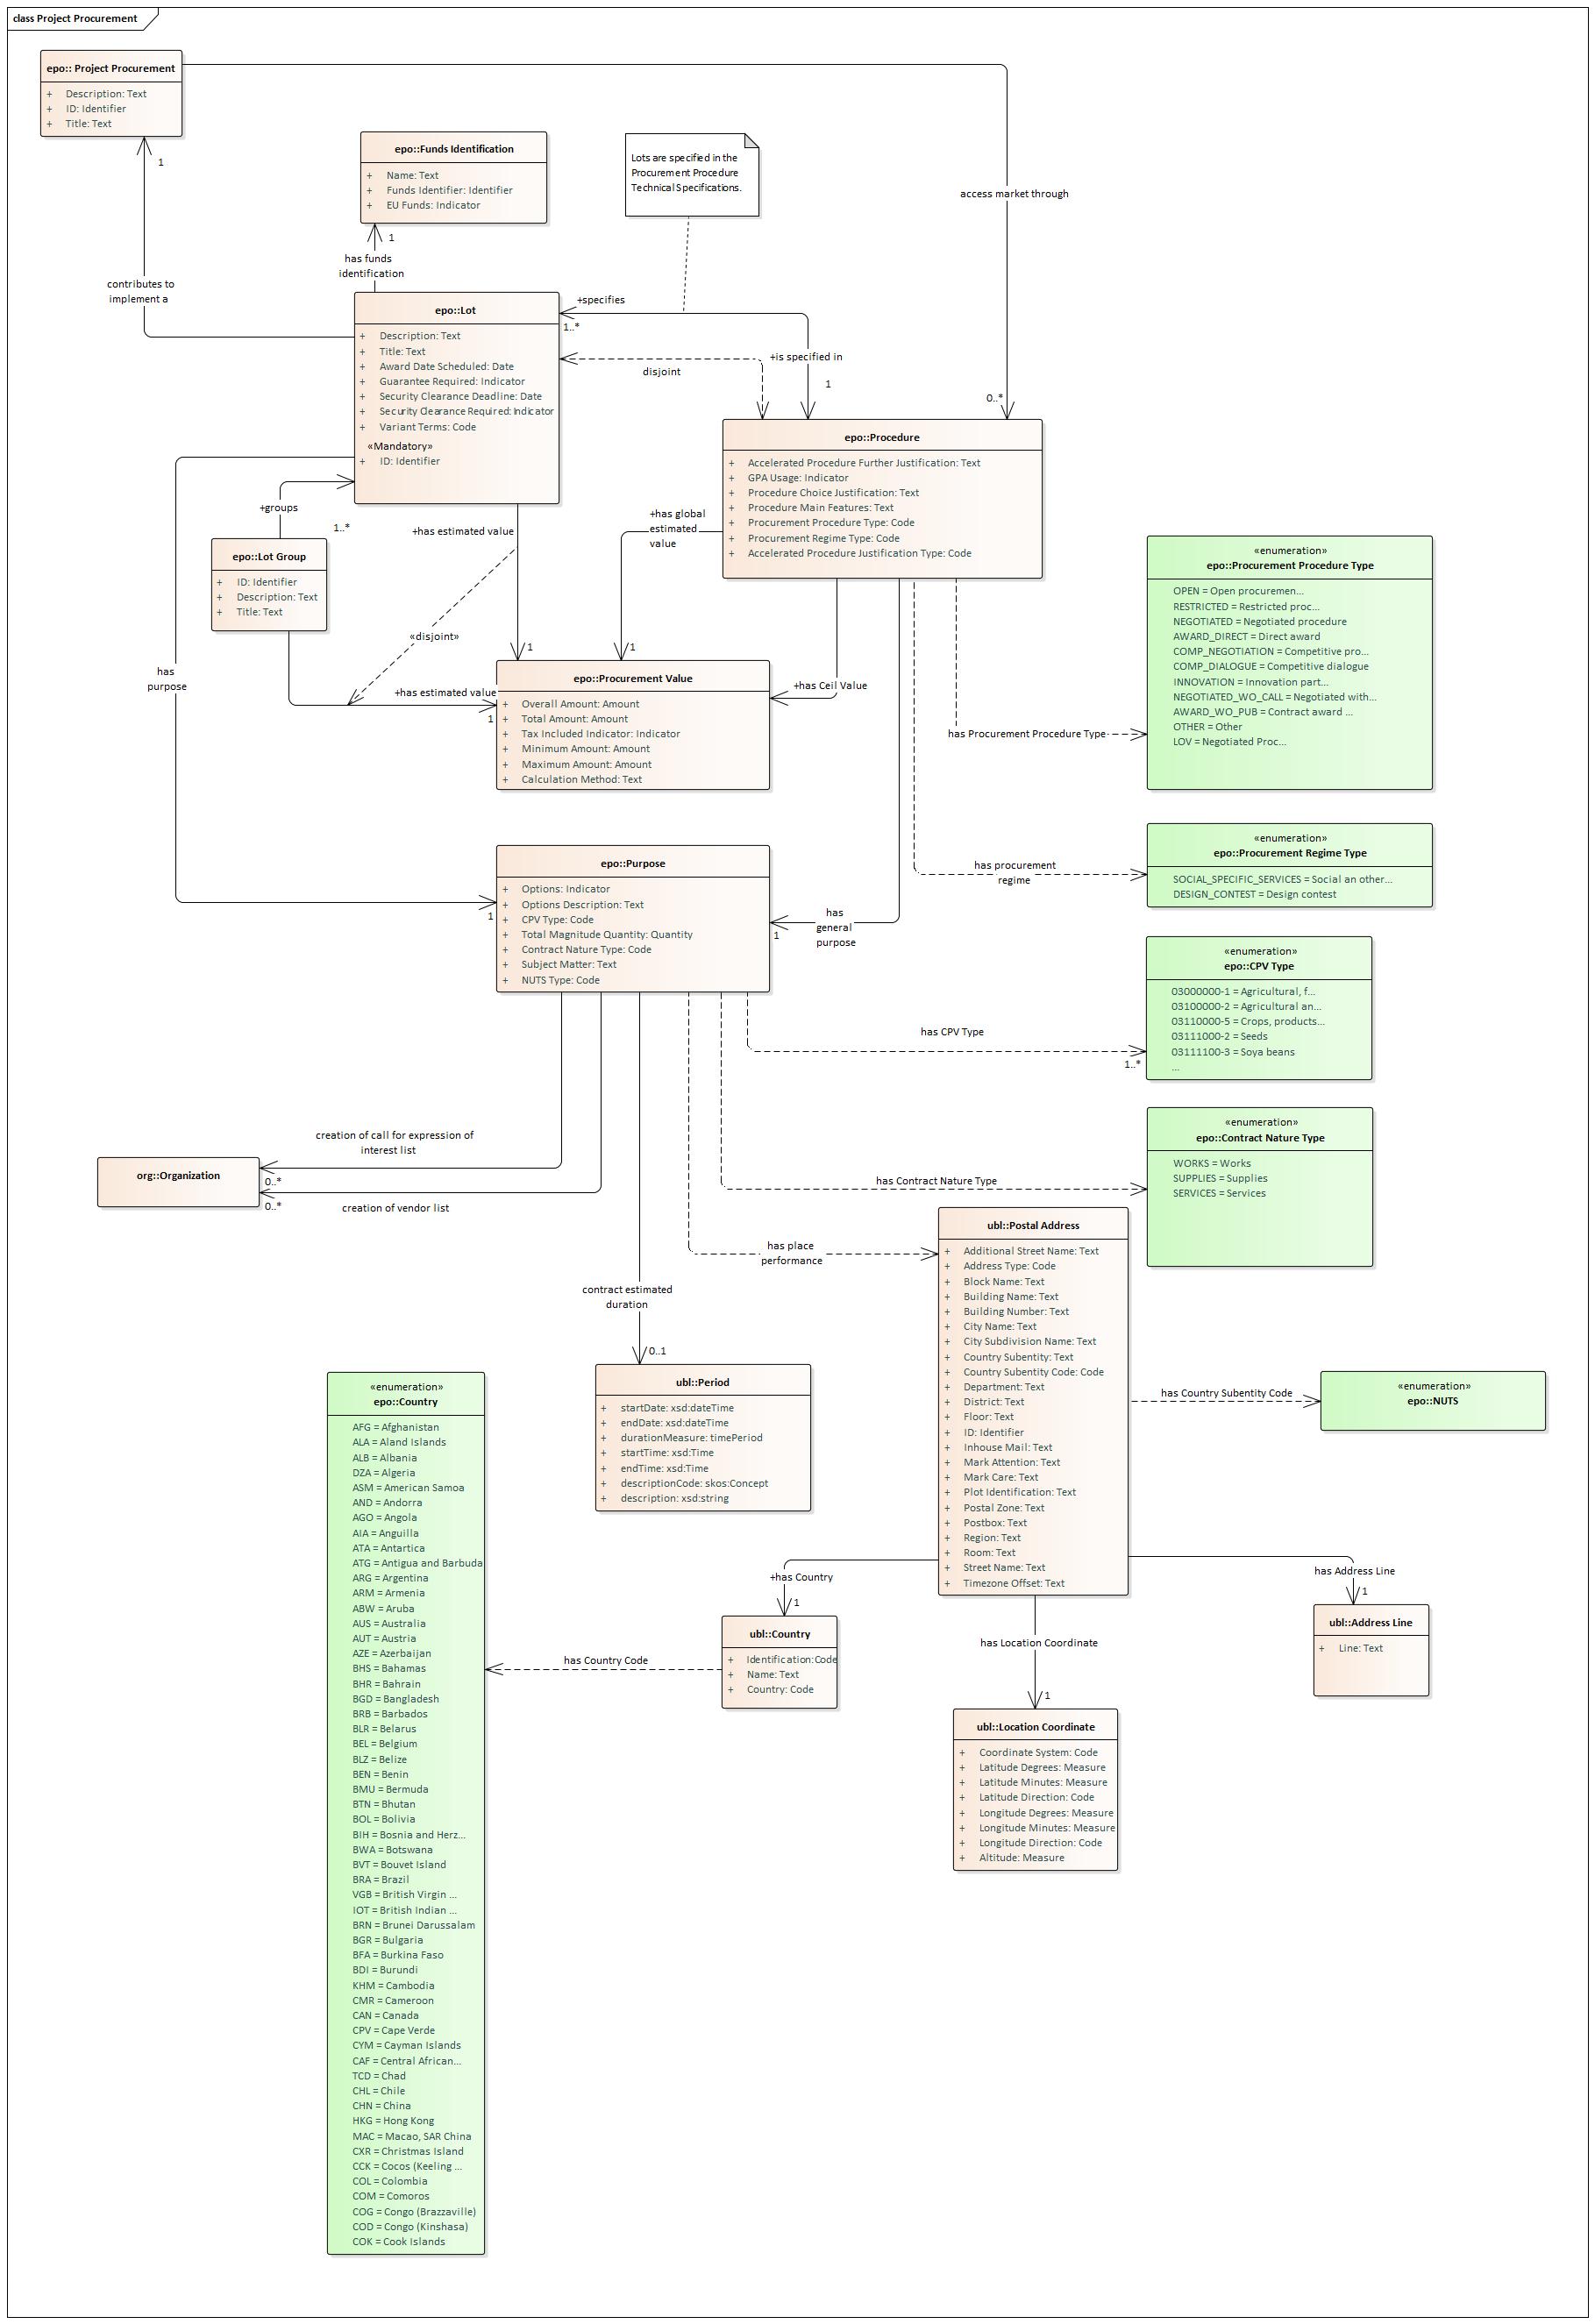 class Project Procurement
epo:: Project Procurement
+ Description: Text
+ ID: Identifier
+ Title: Text
1
contributes to
implement a
access market through
0..*
epo::Funds Identification
+ Name: Text
+ Funds Identifier: Identifier
+ EU Funds: Indicator
1
has funds
identification
Lots are specified in the
Procurement Procedure
Technical Specifications.
epo::Lot
+ Description: Text
+ Title: Text
+ Award Date Scheduled: Date
+ Guarantee Required: Indicator
+ Security Clearance Deadline: Date
+ Security Clearance Required: Indicator
+ Variant Terms: Code
«Mandatory»
+ ID: Identifier
+specifies
1..*
disjoint
+is specified in
1
epo::Procedure
+ Accelerated Procedure Further Justification: Text
+ GPA Usage: Indicator
+ Procedure Choice Justification: Text
+ Procedure Main Features: Text
+ Procurement Procedure Type: Code
+ Procurement Regime Type: Code
+ Accelerated Procedure Justification Type: Code
+groups
1..*
epo::Lot Group
+ ID: Identifier
+ Description: Text
+ Title: Text
+has estimated value
1
«disjoint»
+has estimated value
1
+has global
estimated
value
1
+has Ceil Value
has
purpose
1
epo::Procurement Value
+ Overall Amount: Amount
+ Total Amount: Amount
+ Tax Included Indicator: Indicator
+ Minimum Amount: Amount
+ Maximum Amount: Amount
+ Calculation Method: Text
has Procurement Procedure Type
«enumeration»
epo::Procurement Procedure Type
OPEN = Open procuremen...
RESTRICTED = Restricted proc...
NEGOTIATED = Negotiated procedure
AWARD_DIRECT = Direct award
COMP_NEGOTIATION = Competitive pro...
COMP_DIALOGUE = Competitive dialogue
INNOVATION = Innovation part...
NEGOTIATED_WO_CALL = Negotiated with...
AWARD_WO_PUB = Contract award ...
OTHER = Other
LOV = Negotiated Proc...
has procurement
regime
«enumeration»
epo::Procurement Regime Type
SOCIAL_SPECIFIC_SERVICES = Social an other...
DESIGN_CONTEST = Design contest
epo::Purpose
+ Options: Indicator
+ Options Description: Text
+ CPV Type: Code
+ Total Magnitude Quantity: Quantity
+ Contract Nature Type: Code
+ Subject Matter: Text
+ NUTS Type: Code
has
general
purpose
1
«enumeration»
epo::CPV Type
03000000-1 = Agricultural, f...
03100000-2 = Agricultural an...
03110000-5 = Crops, products...
03111000-2 = Seeds
03111100-3 = Soya beans
...
has CPV Type
1..*
«enumeration»
epo::Contract Nature Type
WORKS = Works
SUPPLIES = Supplies
SERVICES = Services
has Contract Nature Type
creation of call for expression of
interest list
0..*
org::Organization
0..*
creation of vendor list
has place
performance
contract estimated
duration
0..1
ubl::Postal Address
+ Additional Street Name: Text
+ Address Type: Code
+ Block Name: Text
+ Building Name: Text
+ Building Number: Text
+ City Name: Text
+ City Subdivision Name: Text
+ Country Subentity: Text
+ Country Subentity Code: Code
+ Department: Text
+ District: Text
+ Floor: Text
+ ID: Identifier
+ Inhouse Mail: Text
+ Mark Attention: Text
+ Mark Care: Text
+ Plot Identification: Text
+ Postal Zone: Text
+ Postbox: Text
+ Region: Text
+ Room: Text
+ Street Name: Text
+ Timezone Offset: Text
has Country Subentity Code
«enumeration»
epo::NUTS
ubl::Period
+ startDate: xsd:dateTime
+ endDate: xsd:dateTime
+ durationMeasure: timePeriod
+ startTime: xsd:Time
+ endTime: xsd:Time
+ descriptionCode: skos:Concept
+ description: xsd:string
+has Country
1
ubl::Country
+ Identification:Code
+ Name: Text
+ Country: Code
has Country Code
has Location Coordinate
1
ubl::Location Coordinate
+ Coordinate System: Code
+ Latitude Degrees: Measure
+ Latitude Minutes: Measure
+ Latitude Direction: Code
+ Longitude Degrees: Measure
+ Longitude Minutes: Measure
+ Longitude Direction: Code
+ Altitude: Measure
has Address Line
1
ubl::Address Line
+ Line: Text
«enumeration»
epo::Country
AFG = Afghanistan
ALA = Aland Islands
ALB = Albania
DZA = Algeria
ASM = American Samoa
AND = Andorra
AGO = Angola
AIA = Anguilla
ATA = Antartica
ATG = Antigua and Barbuda
ARG = Argentina
ARM = Armenia
ABW = Aruba
AUS = Australia
AUT = Austria
AZE = Azerbaijan
BHS = Bahamas
BHR = Bahrain
BGD = Bangladesh
BRB = Barbados
BLR = Belarus
BEL = Belgium
BLZ = Belize
BEN = Benin
BMU = Bermuda
BTN = Bhutan
BOL = Bolivia
BIH = Bosnia and Herz...
BWA = Botswana
BVT = Bouvet Island
BRA = Brazil
VGB = British Virgin ...
IOT = British Indian ...
BRN = Brunei Darussalam
BGR = Bulgaria
BFA = Burkina Faso
BDI = Burundi
KHM = Cambodia
CMR = Cameroon
CAN = Canada
CPV = Cape Verde
CYM = Cayman Islands
CAF = Central African...
TCD = Chad
CHL = Chile
CHN = China
HKG = Hong Kong
MAC = Macao, SAR China
CXR = Christmas Island
CCK = Cocos (Keeling ...
COL = Colombia
COM = Comoros
COG = Congo (Brazzaville)
COD = Congo (Kinshasa)
COK = Cook Islands